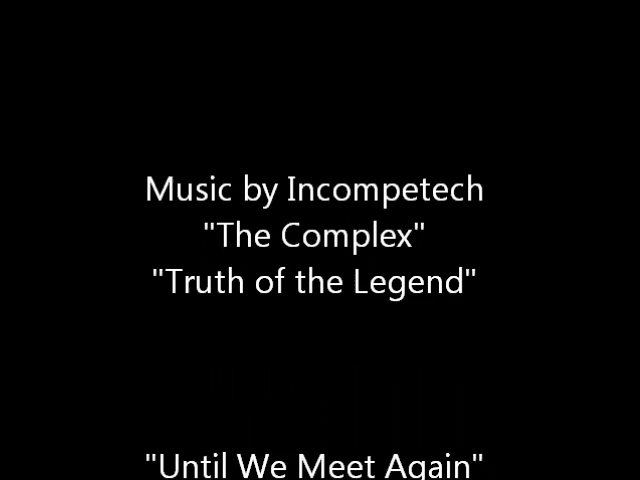 Music by Incompetech
"The Complex"
"Truth of the Legend"
"Until We Meet Again"